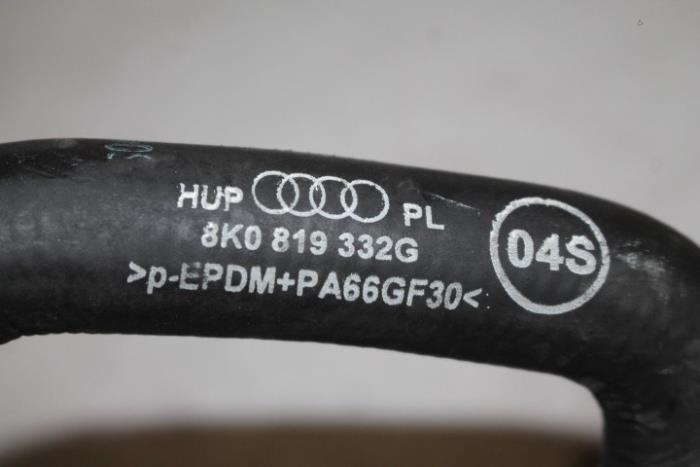 HUP PL
8K0 819 332G
>p-EPDM+PA66GF30<
04S